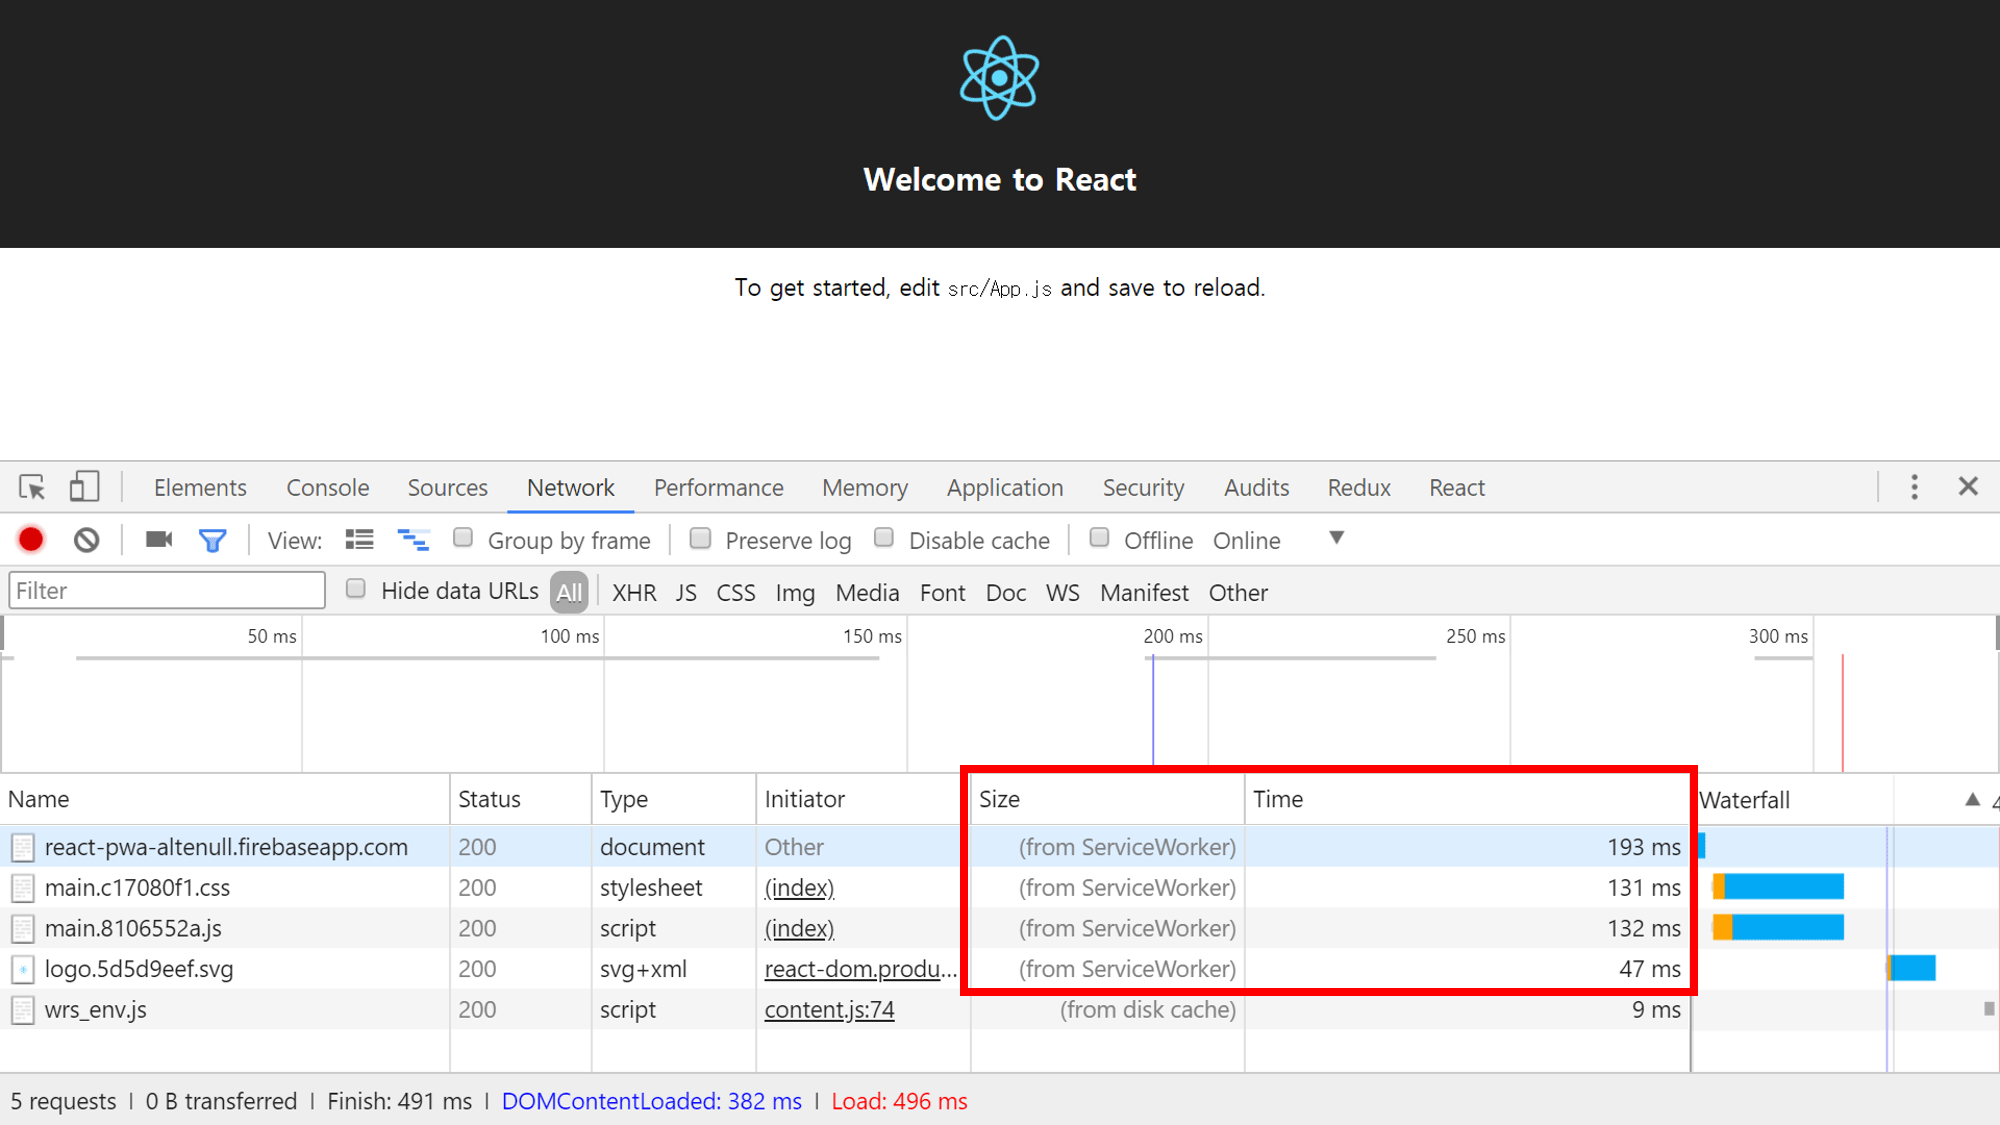 Welcome to React
To get started, edit src/App.js and save to reload.
Elements Console Sources Network Performance Memory Application Security Audits Redux React
View: Group by frame Preserve log Disable cache Offline Online
Filter Hide data URLs All XHR JS CSS Img Media Font Doc WS Manifest Other
50 ms 100 ms 150 ms 200 ms 250 ms 300 ms
Name Status Type Initiator Size Time Waterfall
react-pwa-altenull.firebaseapp.com 200 document Other (from ServiceWorker) 193 ms
main.c17080f1.css 200 stylesheet (index) (from ServiceWorker) 131 ms
main.8106552a.js 200 script (index) (from ServiceWorker) 132 ms
logo.5d5d9eef.svg 200 svg+xml react-dom.produ... (from ServiceWorker) 47 ms
wrs_env.js 200 script content.js:74 (from disk cache) 9 ms
5 requests | 0 B transferred | Finish: 491 ms | DOMContentLoaded: 382 ms | Load: 496 ms